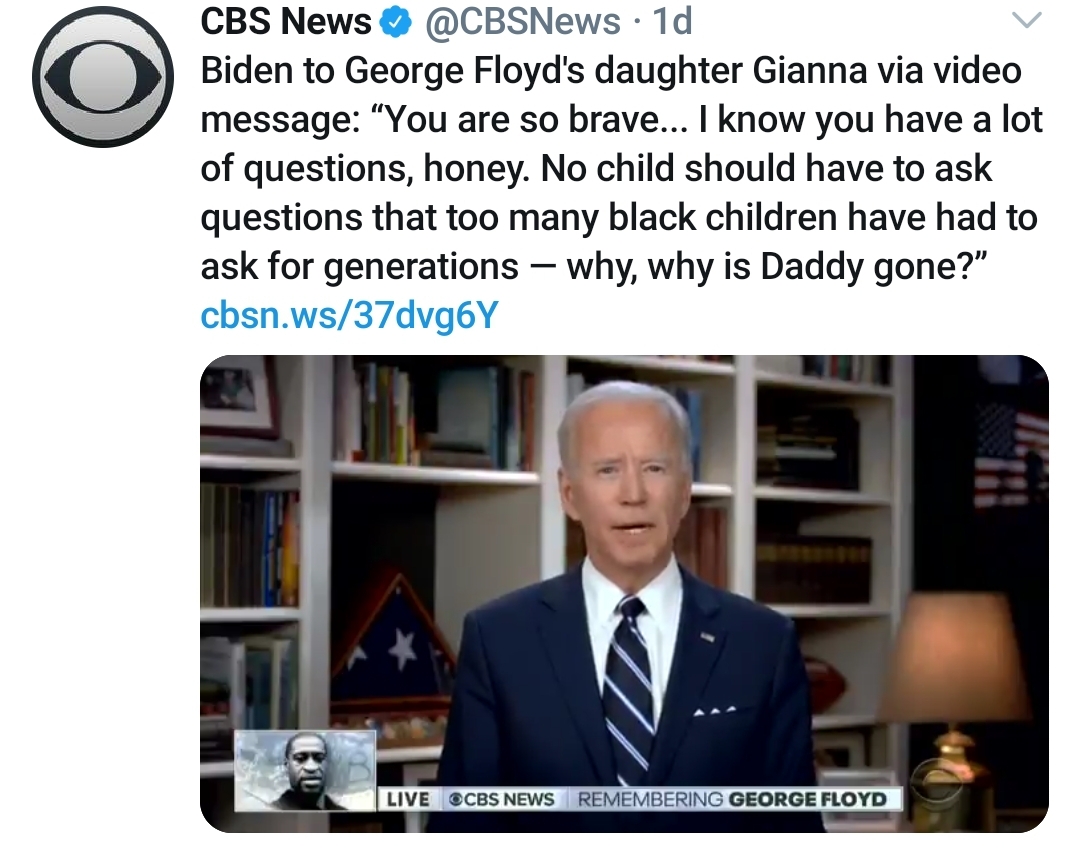 CBS News @CBSNews · 1d
Biden to George Floyd's daughter Gianna via video
message: “You are so brave... I know you have a lot
of questions, honey. No child should have to ask
questions that too many black children have had to
ask for generations — why, why is Daddy gone?”
cbsn.ws/37dvg6Y
LIVE CBS NEWS REMEMBERING GEORGE FLOYD